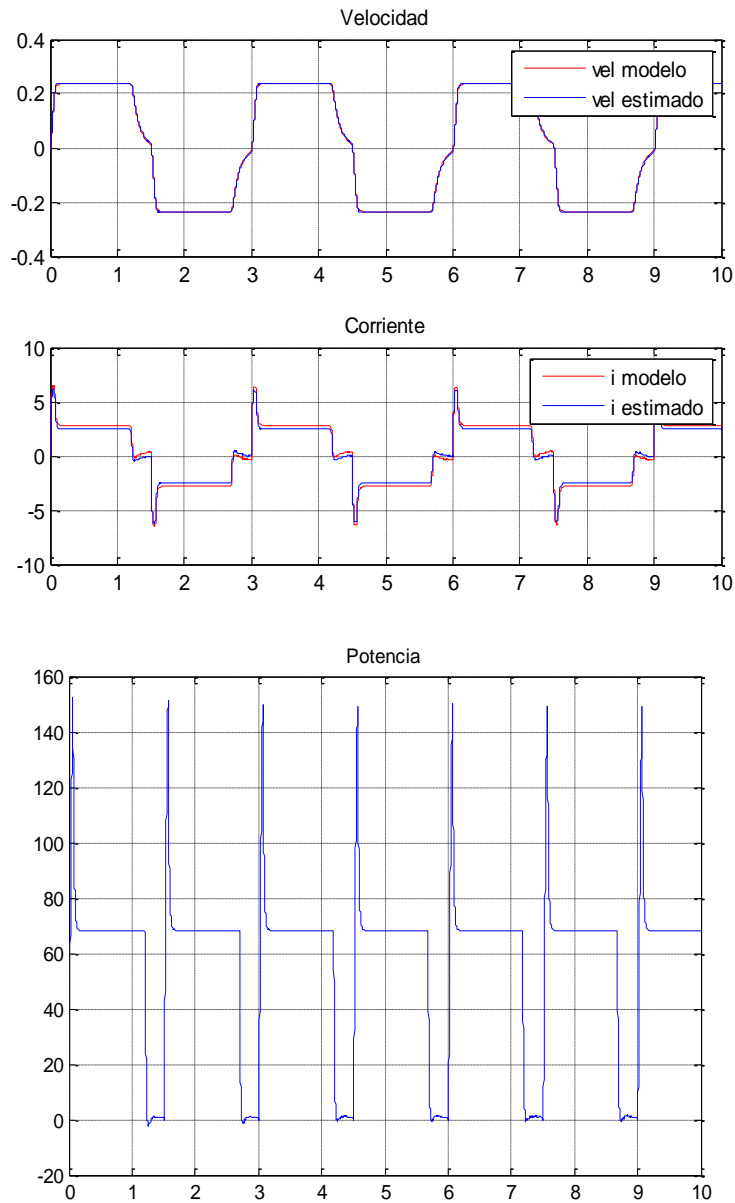 Velocidad
0.4
0.2
0
-0.2
-0.4
vel modelo
vel estimado
0 1 2 3 4 5 6 7 8 9 10
Corriente
10
5
0
-5
-10
i modelo
i estimado
0 1 2 3 4 5 6 7 8 9 10
Potencia
160
140
120
100
80
60
40
20
0
-20
0 1 2 3 4 5 6 7 8 9 10